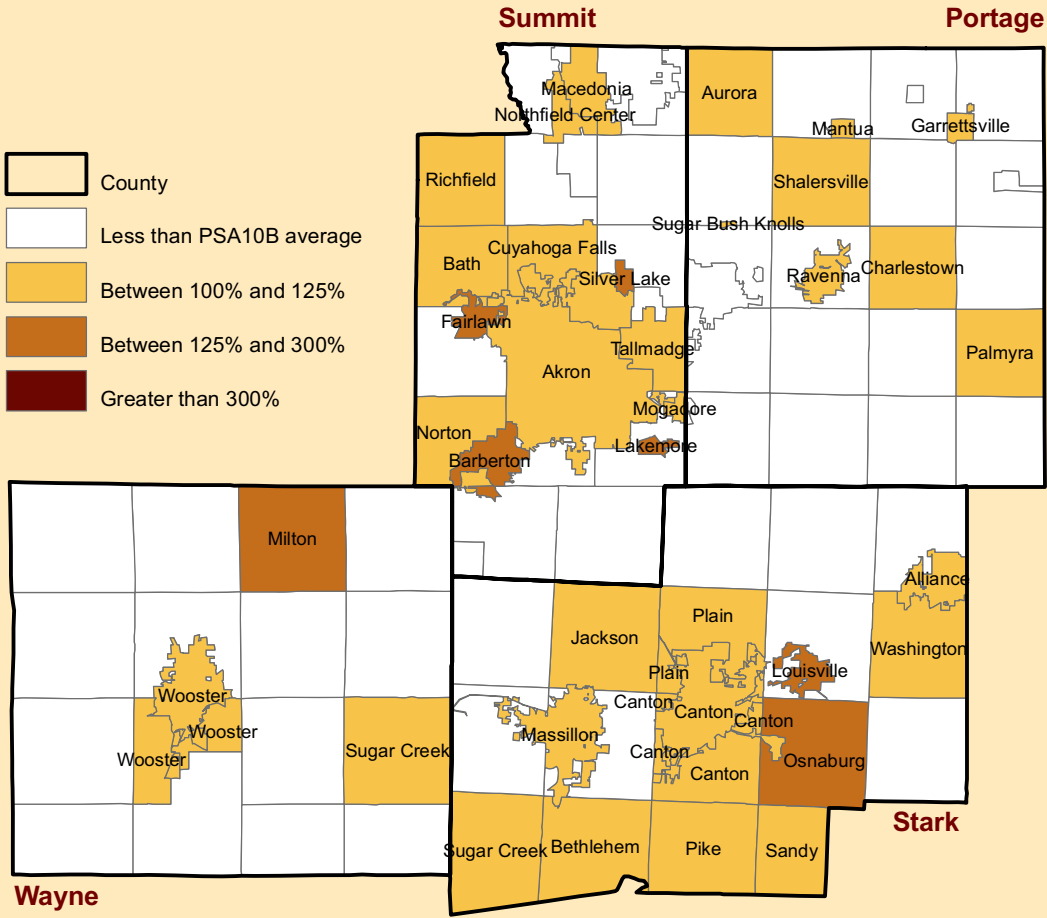 Summit
Portage
Macedonia
Northfield Center
Aurora
Mantua
Garrettsville
County
Less than PSA10B average
Between 100% and 125%
Between 125% and 300%
Greater than 300%
Richfield
Shalersville
Sugar Bush Knolls
Bath
Cuyahoga Falls
Silver Lake
Ravenna
Charlestown
Fairlawn
Tallmadge
Palmyra
Akron
Mogadore
Norton
Lakemore
Barberton
Milton
Alliance
Plain
Jackson
Washington
Plain
Louisville
Wooster
Canton
Canton
Canton
Wooster
Massillon
Sugar Creek
Canton
Wooster
Osnaburg
Canton
Stark
Sugar Creek
Bethlehem
Pike
Sandy
Wayne